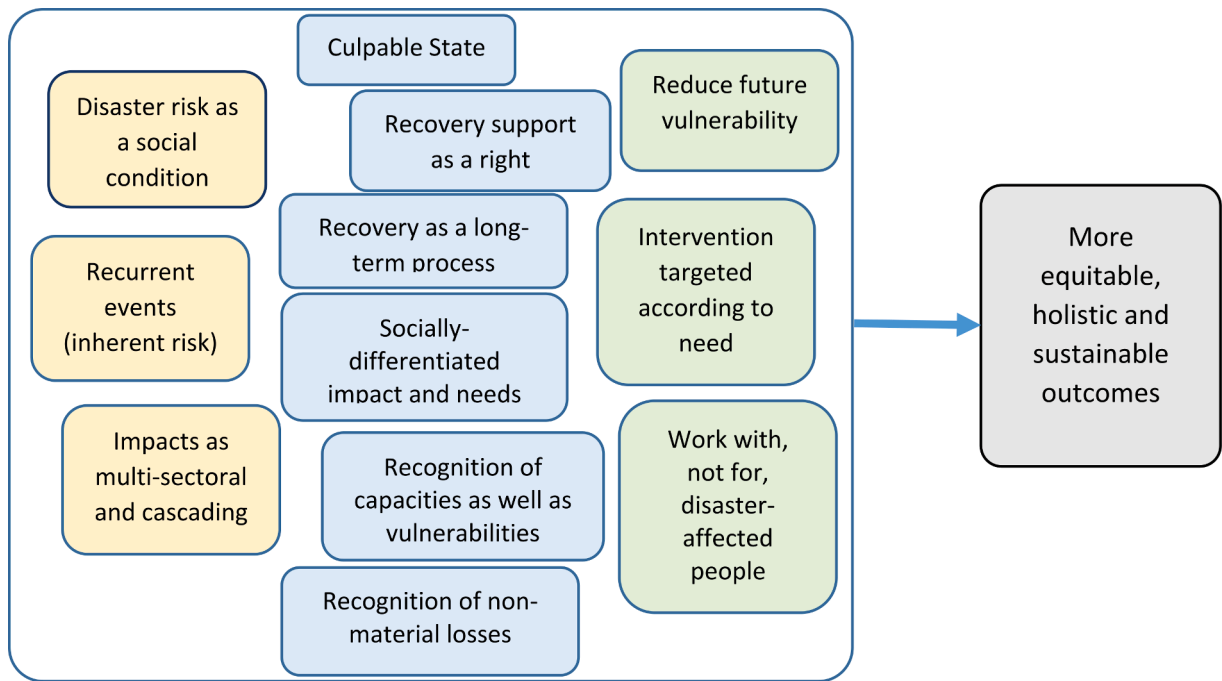 Culpable State
Disaster risk as
a social
condition
Recurrent
events
(inherent risk)
Impacts as
multi-sectoral
and cascading
Recovery support
as a right
Recovery as a long-
term process
Socially-
differentiated
impact and needs
Recognition of
capacities as well as
vulnerabilities
Recognition of non-
material losses
Reduce future
vulnerability
Intervention
targeted
according to
need
Work with,
not for,
disaster-
affected
people
More
equitable,
holistic and
sustainable
outcomes